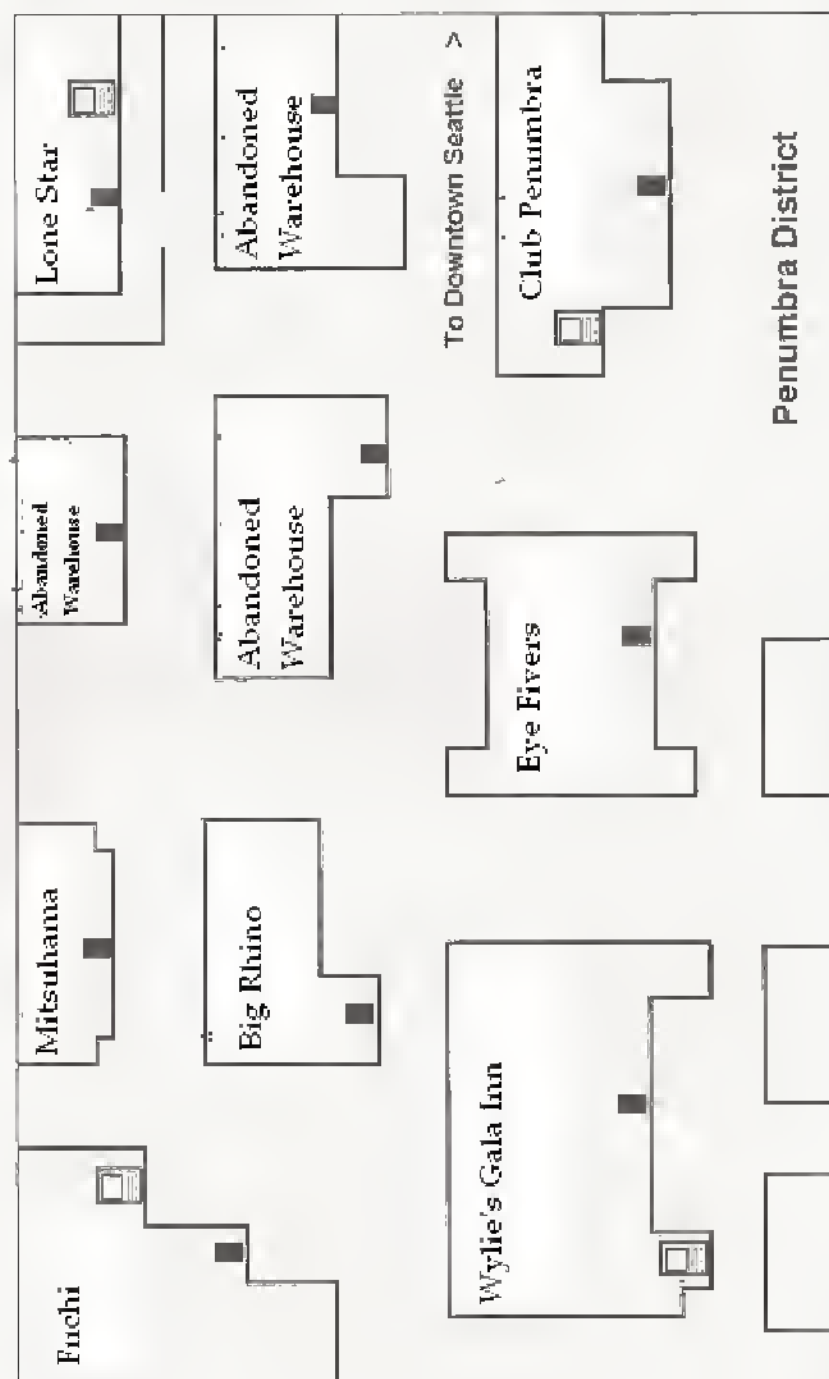 Fuchi
Mitsuhama
Abandoned
Warehouse
Lone Star
Big Rhino
Abandoned
Warehouse
Abandoned
Warehouse
To Downtown Seattle >
Wylie's Gala Inn
Eye Fivers
Club Penumbra
Penumbra District